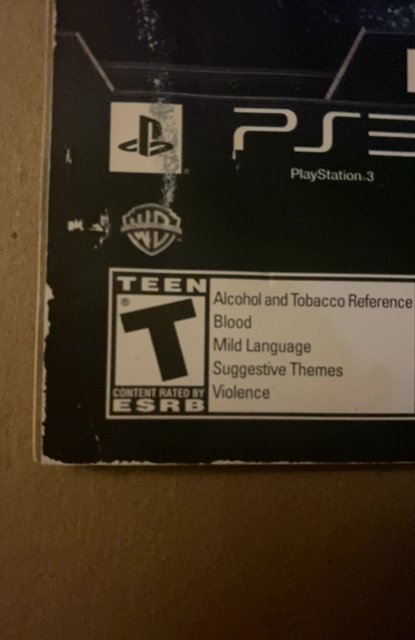 PS3
PlayStation®3
WB
TEEN
T
®
CONTENT RATED BY
ESRB
Alcohol and Tobacco Reference
Blood
Mild Language
Suggestive Themes
Violence